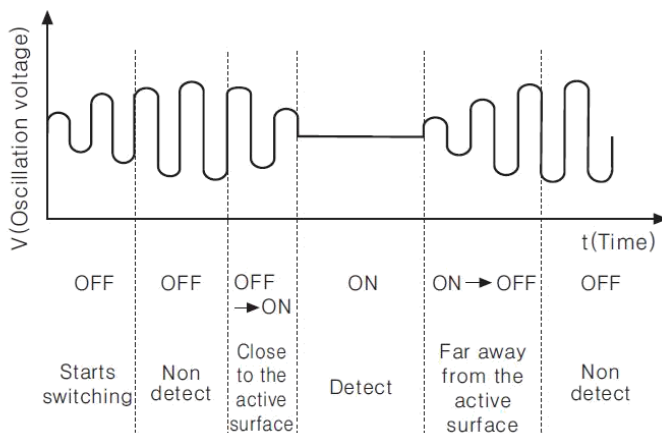 V(Oscillation voltage)
t(Time)
OFF
OFF
OFF
→ON
ON
ON→OFF
OFF
Starts
switching
Non
detect
Close
to the
active
surface
Detect
Far away
from the
active
surface
Non
detect